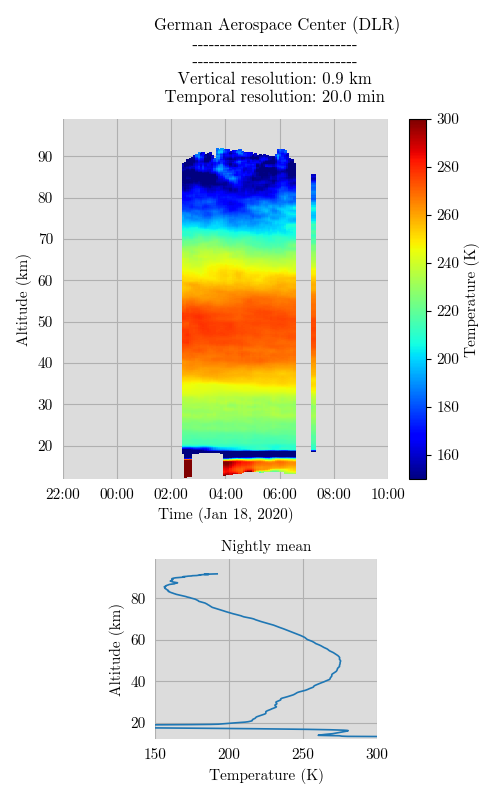 German Aerospace Center (DLR)
------------------------------
------------------------------
Vertical resolution: 0.9 km
Temporal resolution: 20.0 min
90
80
70
60
50
40
30
20
Altitude (km)
22:00 00:00 02:00 04:00 06:00 08:00 10:00
Time (Jan 18, 2020)
300
280
260
240
220
200
180
160
Temperature (K)
Nightly mean
80
60
40
20
Altitude (km)
150 200 250 300
Temperature (K)